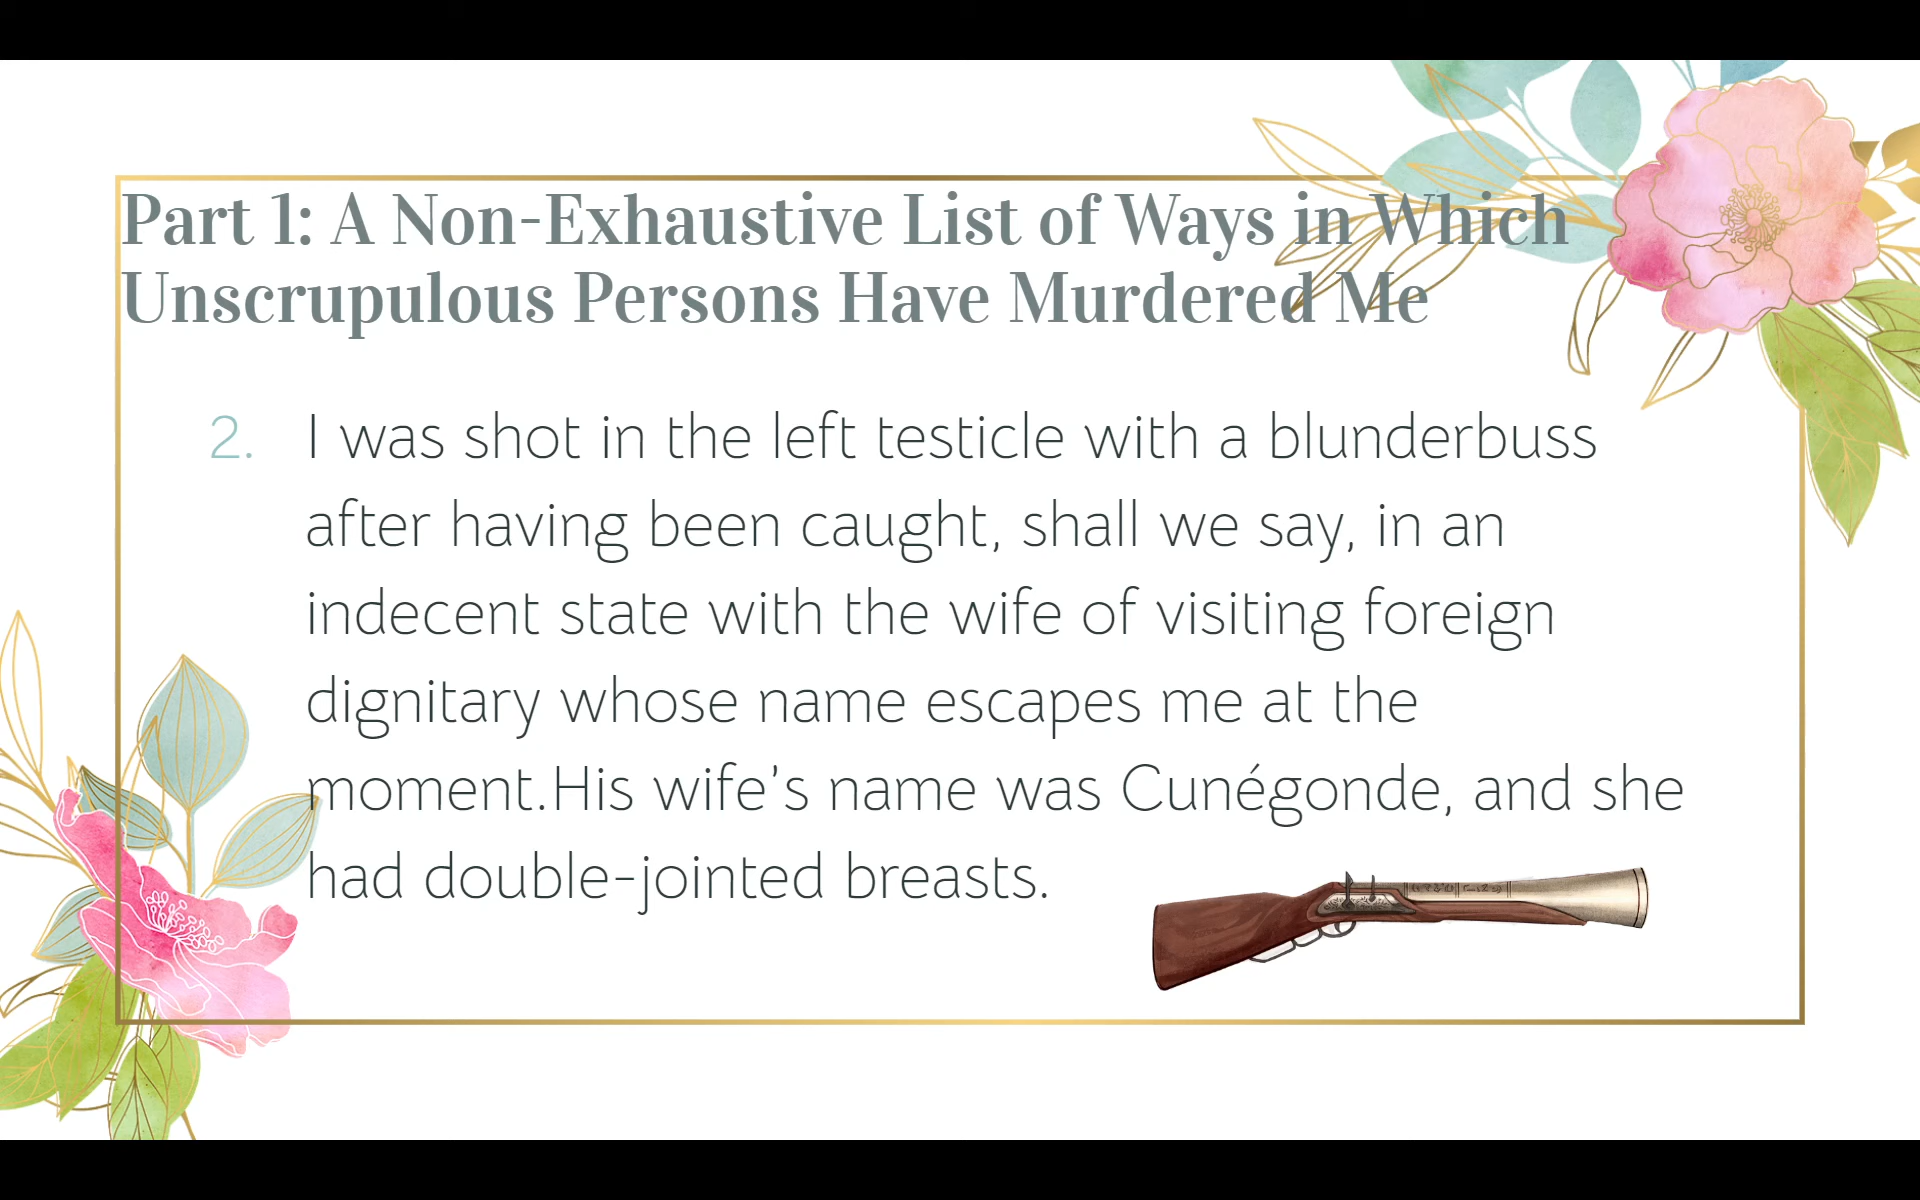 Part 1: A Non-Exhaustive List of Ways in Which
Unscrupulous Persons Have Murdered Me
2. I was shot in the left testicle with a blunderbuss
after having been caught, shall we say, in an
indecent state with the wife of visiting foreign
dignitary whose name escapes me at the
moment.His wife’s name was Cunégonde, and she
had double-jointed breasts.